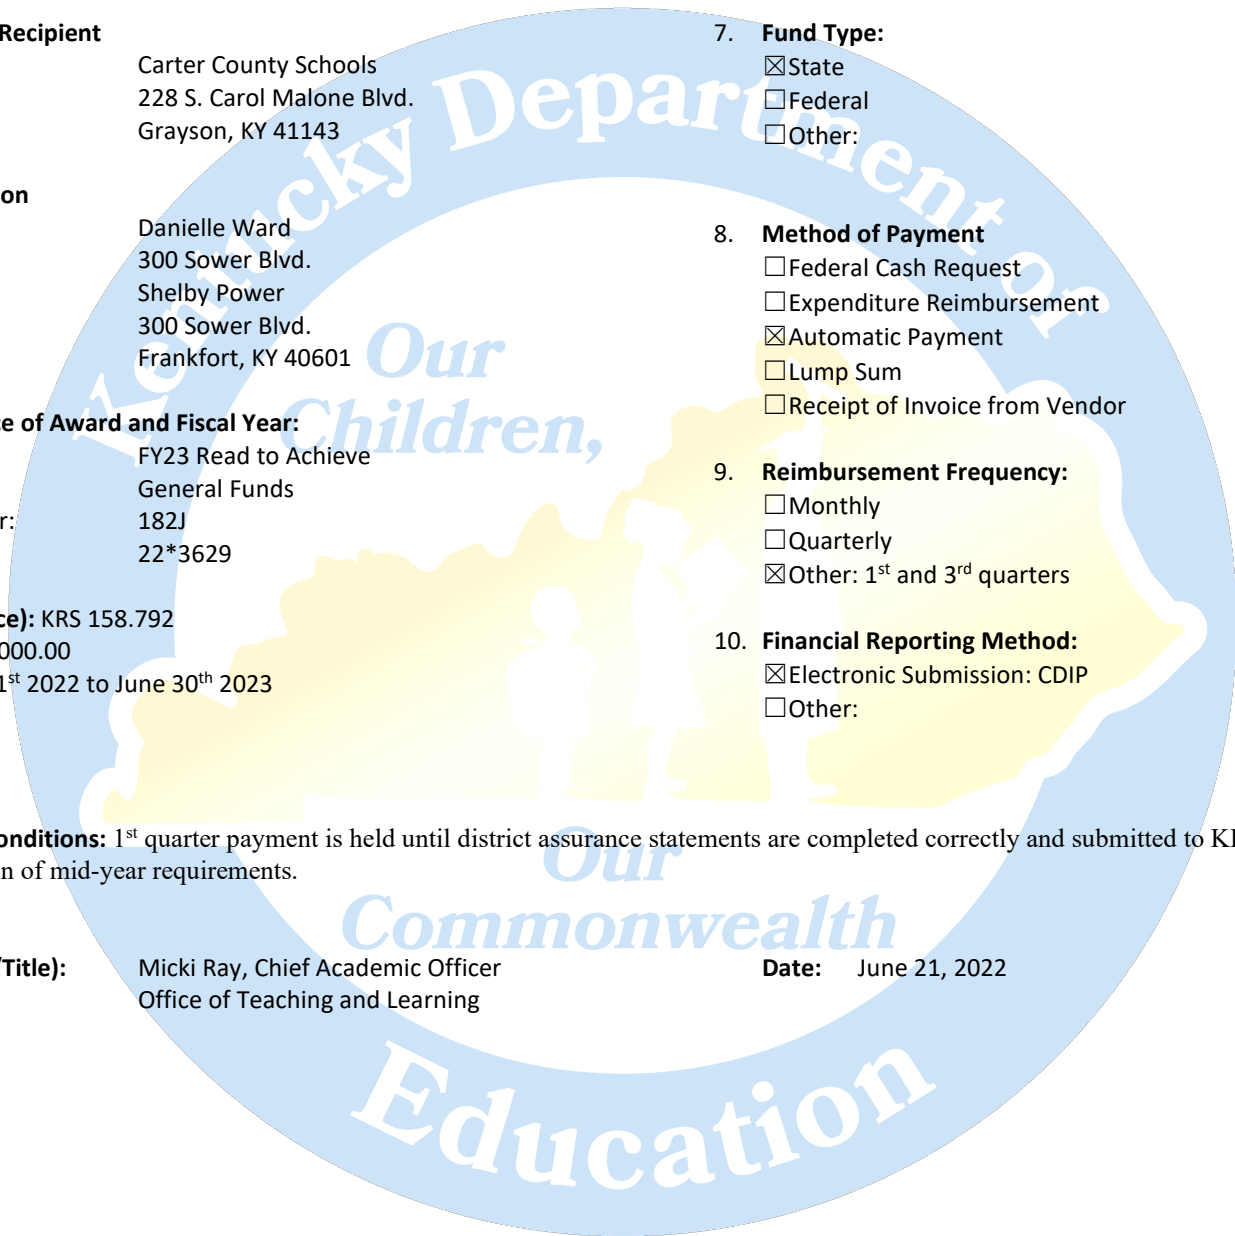 Recipient
Carter County Schools
228 S. Carol Malone Blvd.
Grayson, KY 41143
on
Danielle Ward
300 Sower Blvd.
Shelby Power
300 Sower Blvd.
Frankfort, KY 40601
e of Award and Fiscal Year:
FY23 Read to Achieve
General Funds
r: 182J
22*3629
ce): KRS 158.792
000.00
1st 2022 to June 30th 2023
7. Fund Type:
☒State
☐Federal
☐Other:
8. Method of Payment
☐Federal Cash Request
☐Expenditure Reimbursement
☒Automatic Payment
☐Lump Sum
☐Receipt of Invoice from Vendor
9. Reimbursement Frequency:
☐Monthly
☐Quarterly
☒Other: 1st and 3rd quarters
10. Financial Reporting Method:
☒Electronic Submission: CDIP
☐Other:
onditions: 1st quarter payment is held until district assurance statements are completed correctly and submitted to KI
n of mid-year requirements.
/Title): Micki Ray, Chief Academic Officer Date: June 21, 2022
Office of Teaching and Learning
Kentucky Department of
Education
Our
Children,
Our
Commonwealth